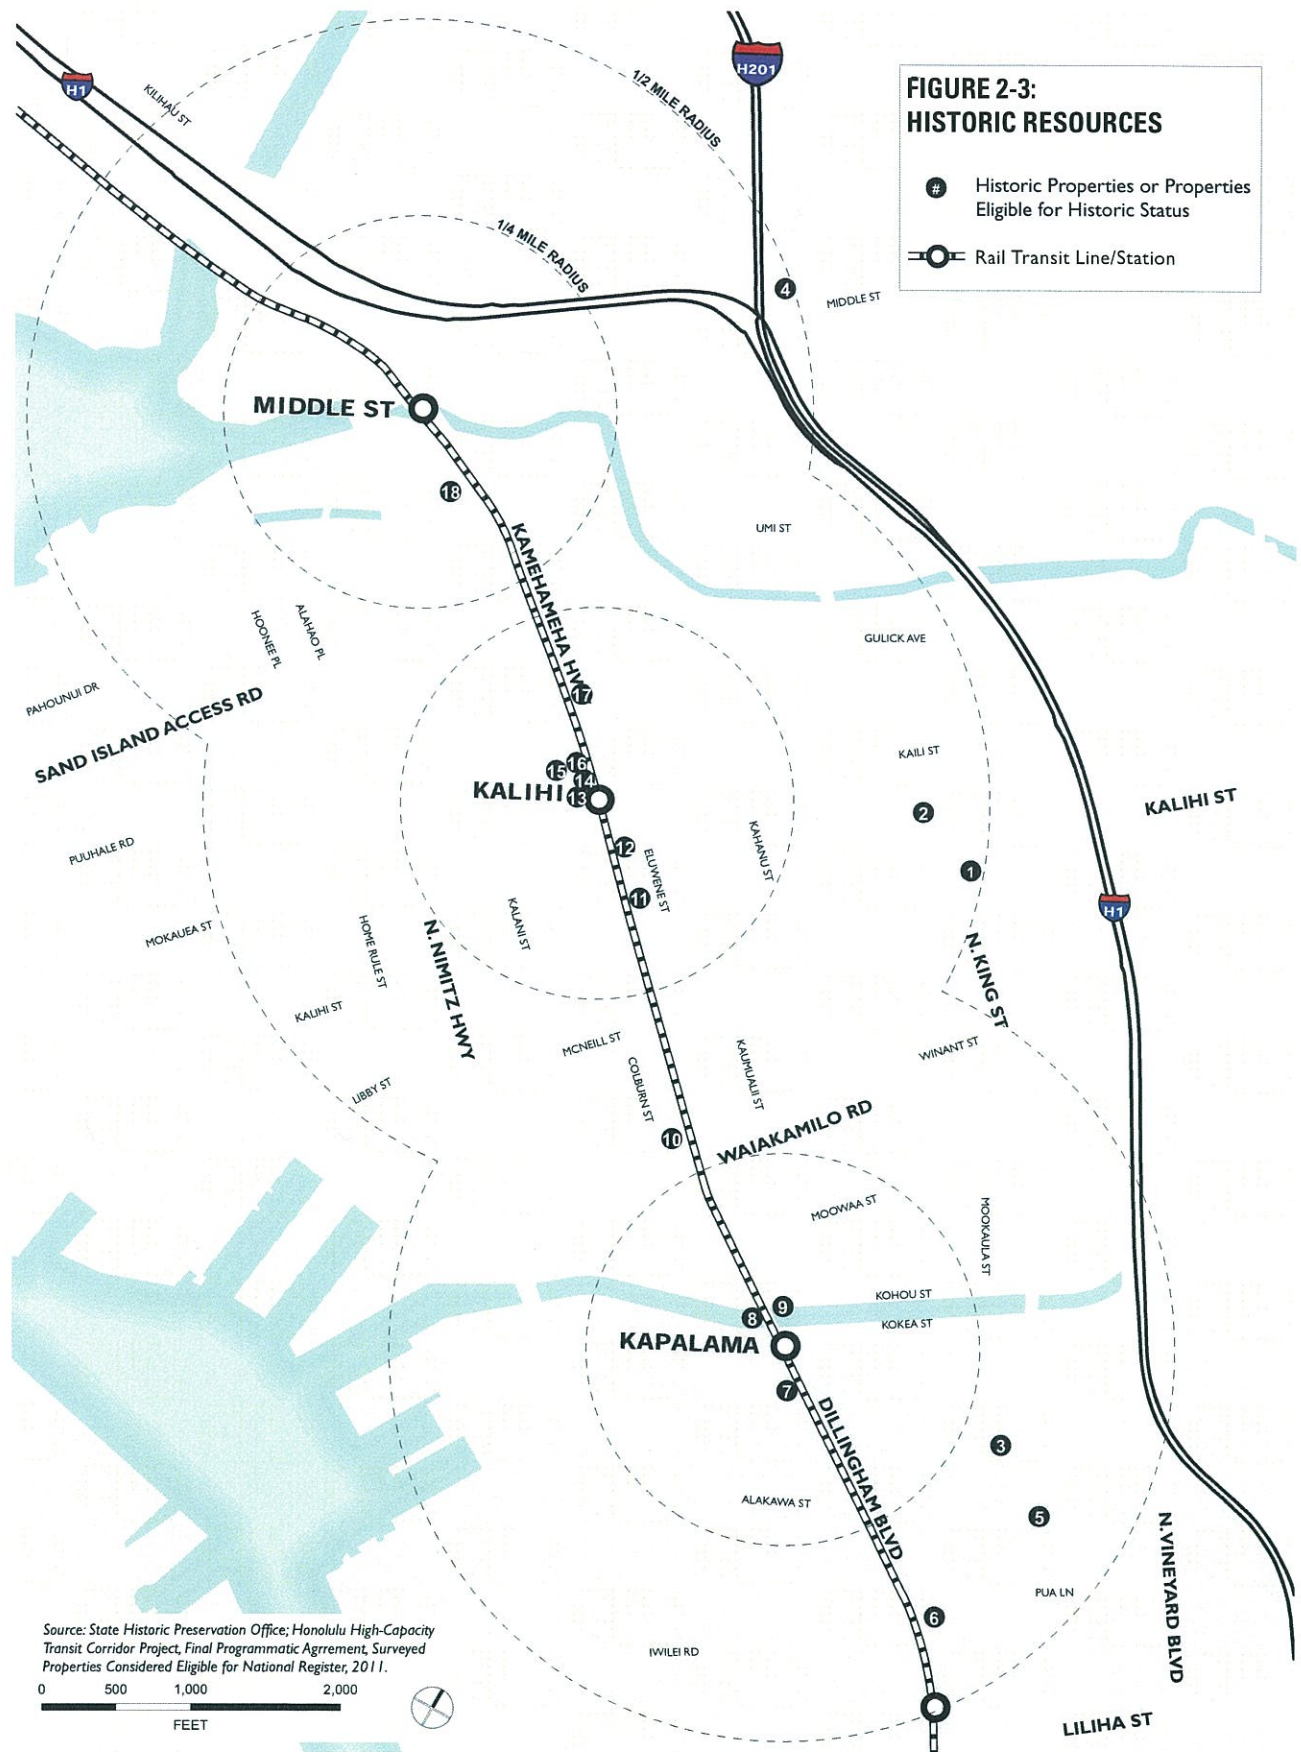 H1
KILIHAU ST
1/2 MILE RADIUS
H201
FIGURE 2-3:
HISTORIC RESOURCES
# Historic Properties or Properties
Eligible for Historic Status
Rail Transit Line/Station
1/4 MILE RADIUS
4
MIDDLE ST
MIDDLE ST
18
KAMEHAMEHA HWY
UMI ST
HOONEE PL
ALAHAO PL
GULICK AVE
PAHOUNUI DR
SAND ISLAND ACCESS RD
17
KAILI ST
15
16
14
KALIHI
13
2
KALIHI ST
PUUHALE RD
12
ELUWENE ST
KAHANU ST
1
11
H1
MOKAUEA ST
HOME RULE ST
N. NIMITZ HWY
KALANI ST
N. KING ST
KALIHI ST
MCNEILL ST
WINANT ST
LIBBY ST
COLBURN ST
KAUMUALII ST
10
WAIAKAMILO RD
MOOWAA ST
MOOKAULA ST
KOHOU ST
9
8
KOKEA ST
KAPALAMA
7
DILLINGHAM BLVD
3
ALAKAWA ST
5
N. VINEYARD BLVD
PUA LN
6
IWILEI RD
LILIHA ST
Source: State Historic Preservation Office; Honolulu High-Capacity
Transit Corridor Project, Final Programmatic Agrrement, Surveyed
Properties Considered Eligible for National Register, 2011.
0 500 1,000 2,000
FEET